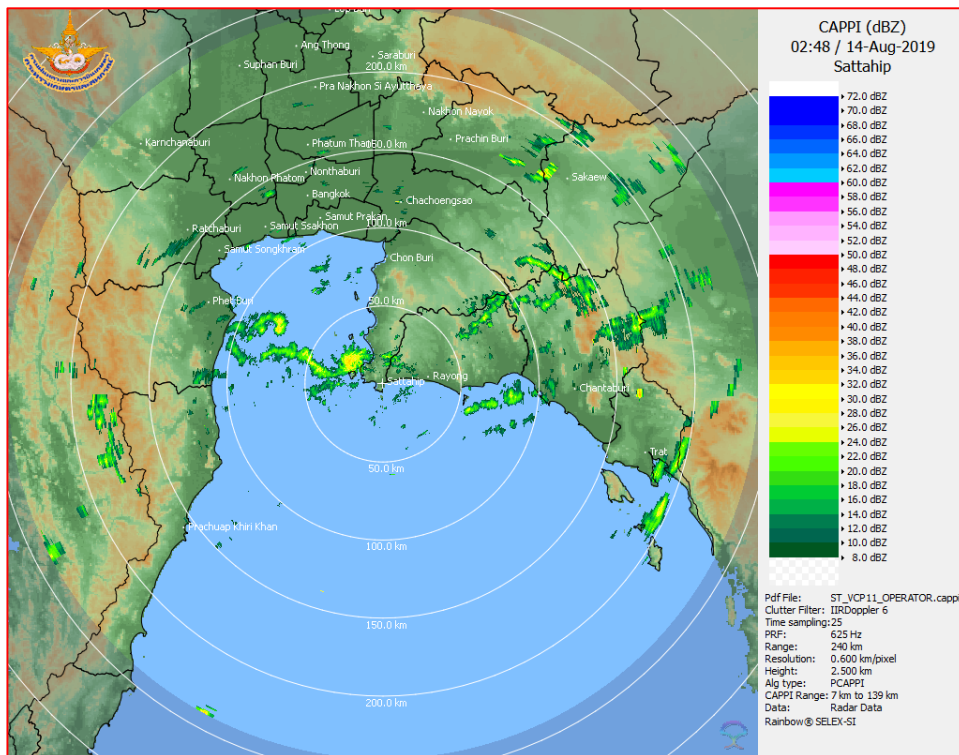 Ang Thong
Saraburi
Suphan Buri
200.0 km
Pra Nakhon Si Ayutthaya
Nakhon Nayok
Karnchanaburi
Phatum Thani
150.0 km
Prachin Buri
Nakhon Phatom
Nonthaburi
Sakaew
Bangkok
Chachoengsao
Samut Prakan
100.0 km
Ratchaburi
Samut Ssakhon
Samut Songkhram
Chon Buri
Phet Buri
50.0 km
Sattahip
Rayong
Chantaburi
Trat
50.0 km
Prachuap Khiri Khan
100.0 km
150.0 km
200.0 km
CAPPI (dBZ)
02:48 / 14-Aug-2019
Sattahip
72.0 dBZ
70.0 dBZ
68.0 dBZ
66.0 dBZ
64.0 dBZ
62.0 dBZ
60.0 dBZ
58.0 dBZ
56.0 dBZ
54.0 dBZ
52.0 dBZ
50.0 dBZ
48.0 dBZ
46.0 dBZ
44.0 dBZ
42.0 dBZ
40.0 dBZ
38.0 dBZ
36.0 dBZ
34.0 dBZ
32.0 dBZ
30.0 dBZ
28.0 dBZ
26.0 dBZ
24.0 dBZ
22.0 dBZ
20.0 dBZ
18.0 dBZ
16.0 dBZ
14.0 dBZ
12.0 dBZ
10.0 dBZ
8.0 dBZ
Pdf File: ST_VCP11_OPERATOR.cappi
Clutter Filter: IIRDoppler 6
Time sampling:25
PRF: 625 Hz
Range: 240 km
Resolution: 0.600 km/pixel
Height: 2.500 km
Alg type: PCAPPI
CAPPI Range: 7 km to 139 km
Data: Radar Data
Rainbow® SELEX-SI